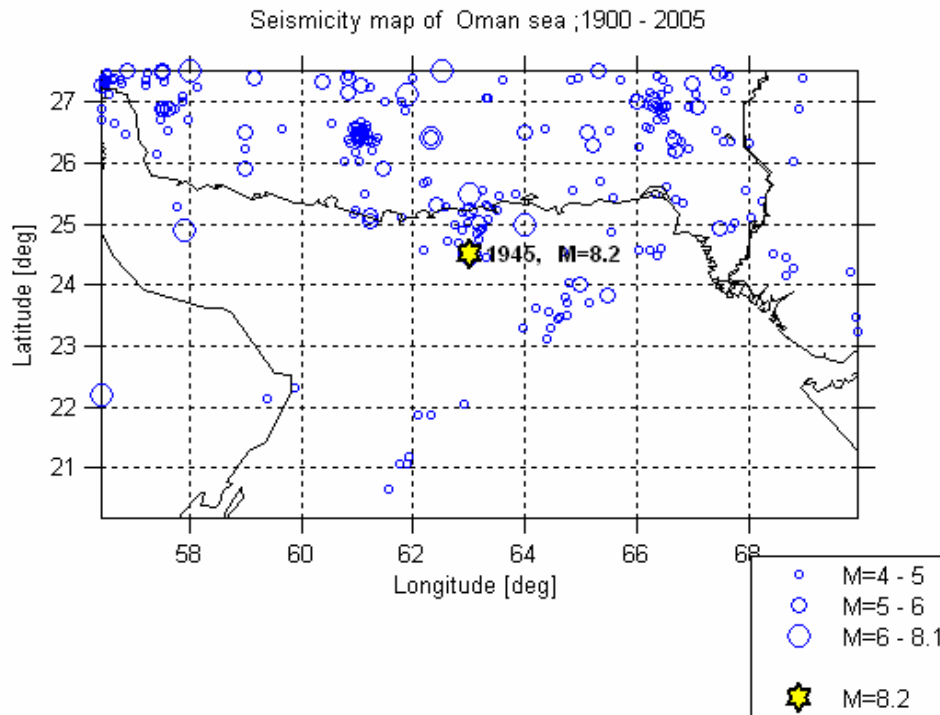 Seismicity map of Oman sea ;1900 - 2005
27
26
25
24
23
22
21
Latitude [deg]
1945, M=8.2
58 60 62 64 66 68
Longitude [deg]
M=4 - 5
M=5 - 6
M=6 - 8.1
M=8.2